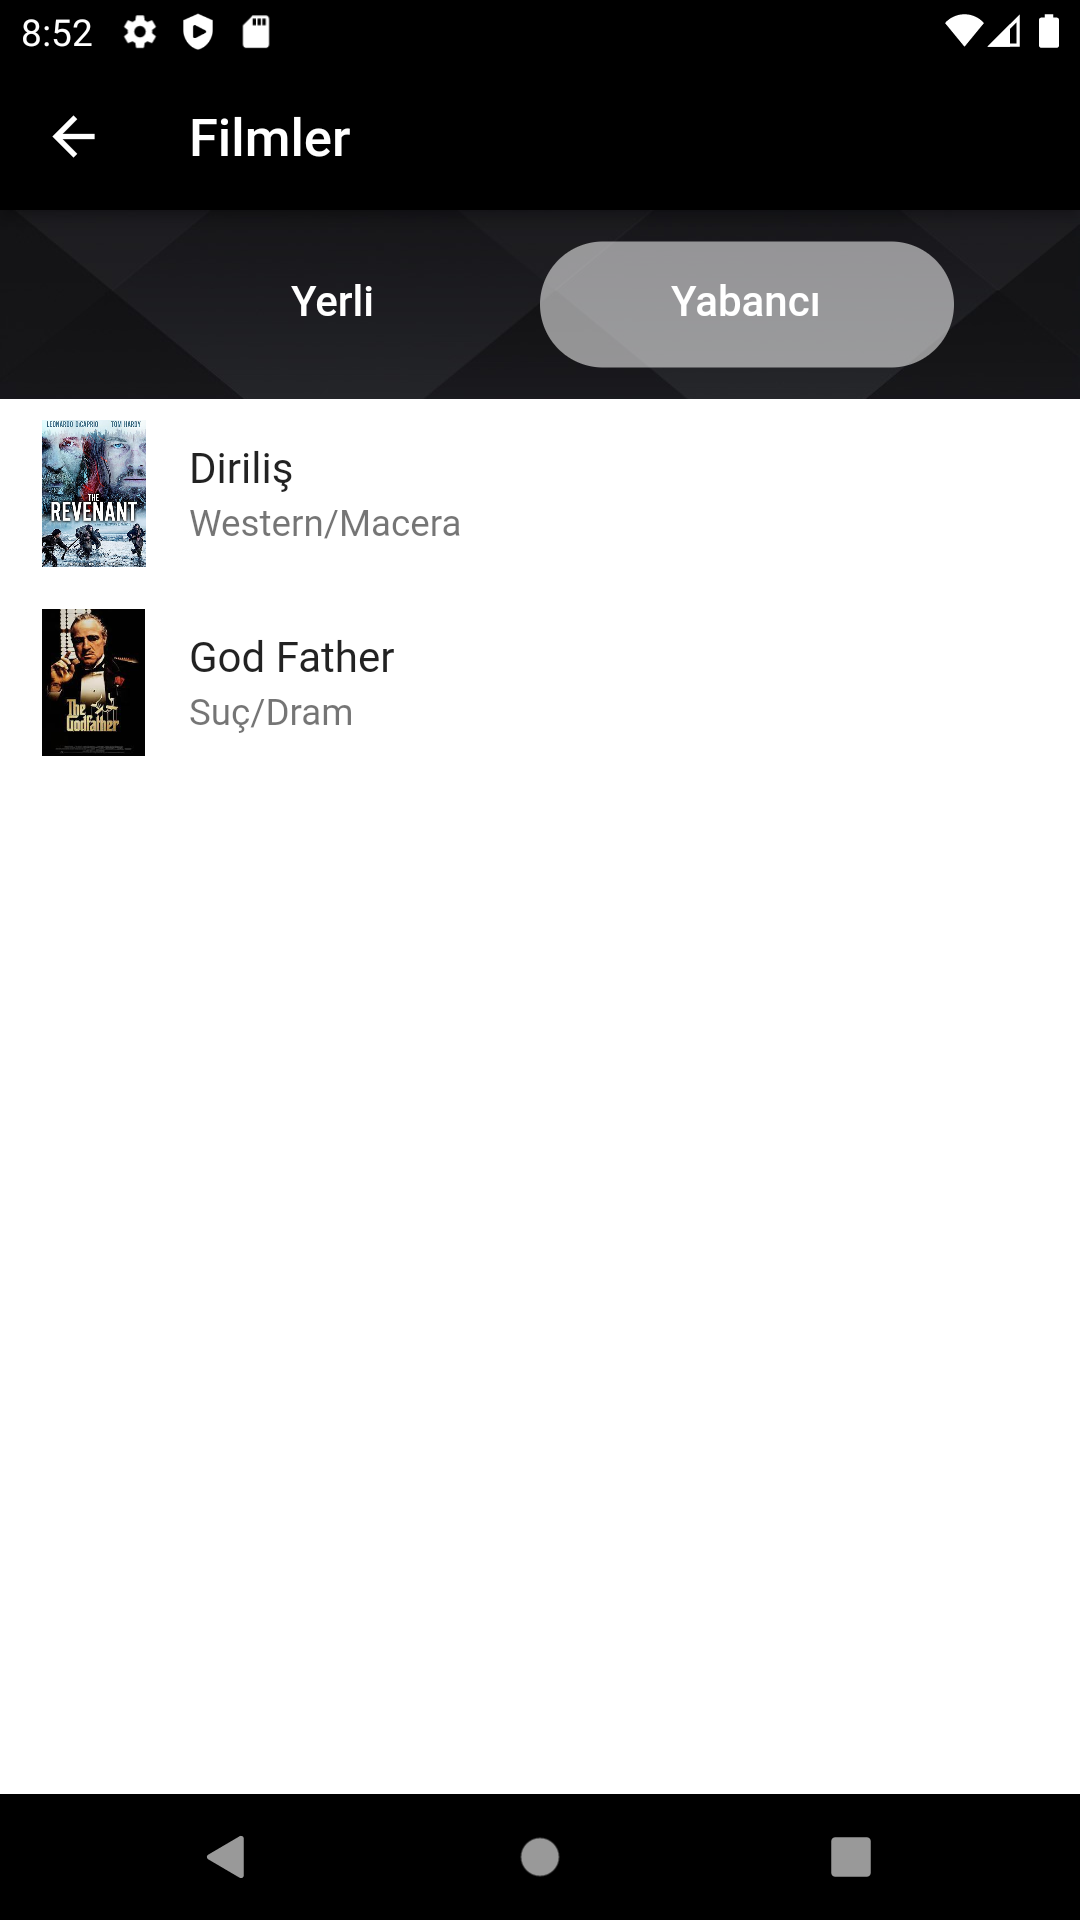 8:52
Filmler
Yerli
Yabancı
LEONARDO DiCAPRIO TOM HARDY
THE
REVENANT
Diriliş
Western/Macera
The
Godfather
God Father
Suç/Dram